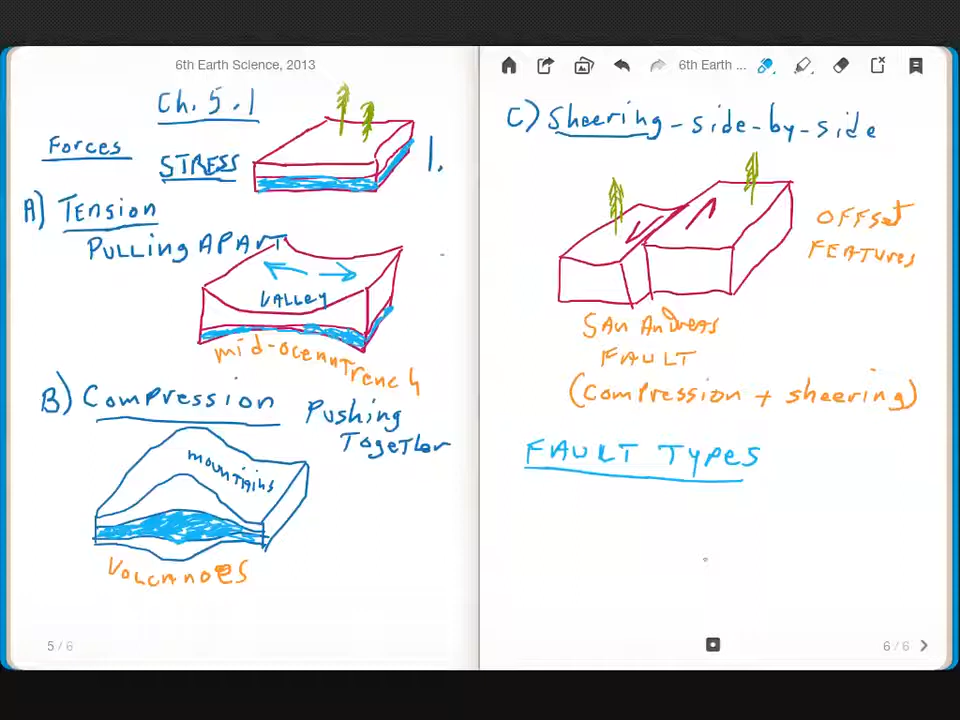 6th Earth Science, 2013
Ch. 5.1
Forces
STRESS
1.
A) Tension
Pulling Apart
Valley
mid-ocean Trench
B) Compression
Pushing
Together
mountains
Volcanoes
5 / 6
6th Earth ...
C) Sheering - side-by-side
OFFset
FEATures
San Andreas
FAULT
(compression + sheering)
FAULT Types
6 / 6